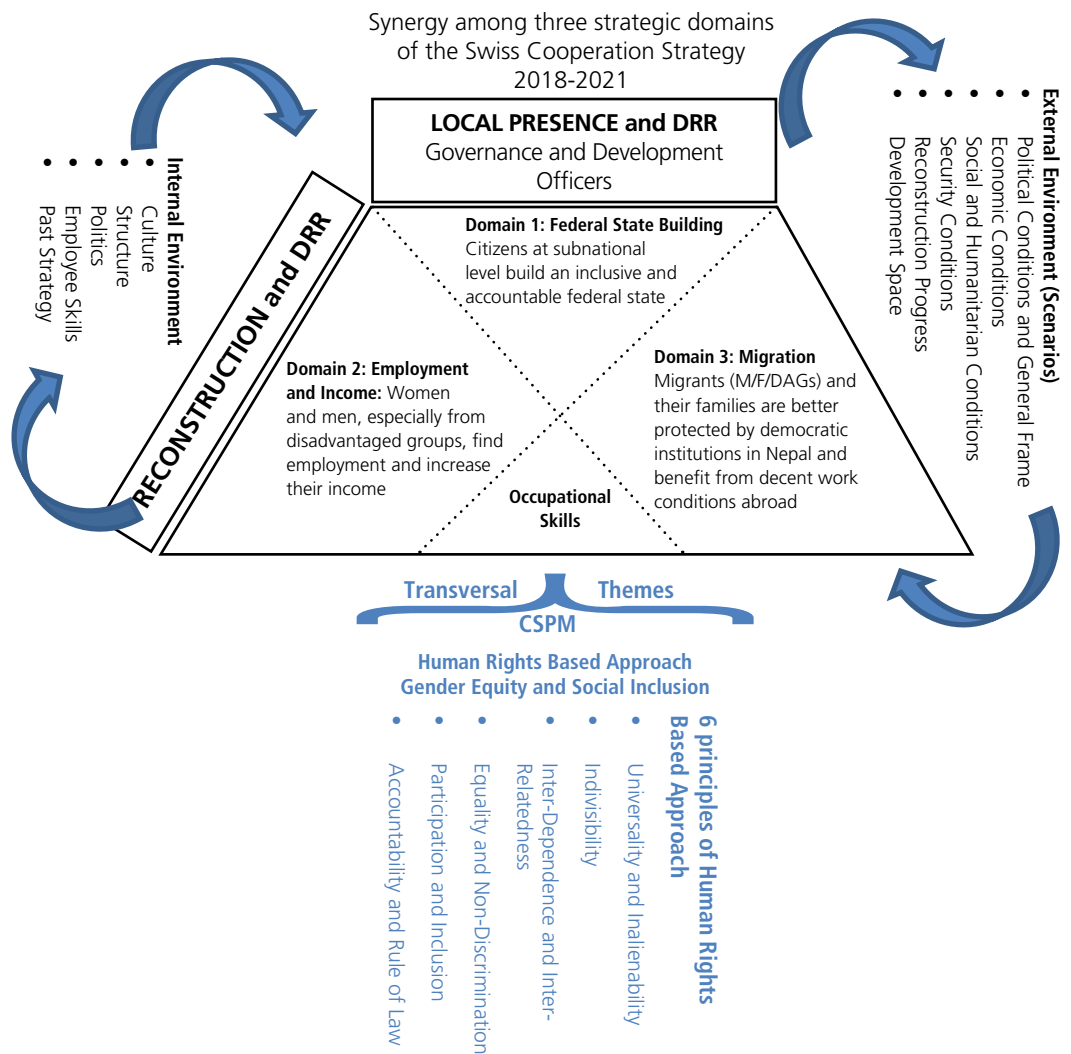 Synergy among three strategic domains
of the Swiss Cooperation Strategy
2018-2021
LOCAL PRESENCE and DRR
Governance and Development
Officers
Internal Environment
• Culture
• Structure
• Politics
• Employee Skills
• Past Strategy
External Environment (Scenarios)
• Political Conditions and General Frame
• Economic Conditions
• Social and Humanitarian Conditions
• Security Conditions
• Reconstruction Progress
• Development Space
RECONSTRUCTION and DRR
Domain 1: Federal State Building
Citizens at subnational
level build an inclusive and
accountable federal state
Domain 2: Employment
and Income: Women
and men, especially from
disadvantaged groups, find
employment and increase
their income
Domain 3: Migration
Migrants (M/F/DAGs) and
their families are better
protected by democratic
institutions in Nepal and
benefit from decent work
conditions abroad
Occupational
Skills
Transversal Themes
CSPM
Human Rights Based Approach
Gender Equity and Social Inclusion
6 principles of Human Rights
Based Approach
• Universality and Inalienability
• Indivisibility
• Inter-Dependence and Inter-
Relatedness
• Equality and Non-Discrimination
• Participation and Inclusion
• Accountability and Rule of Law